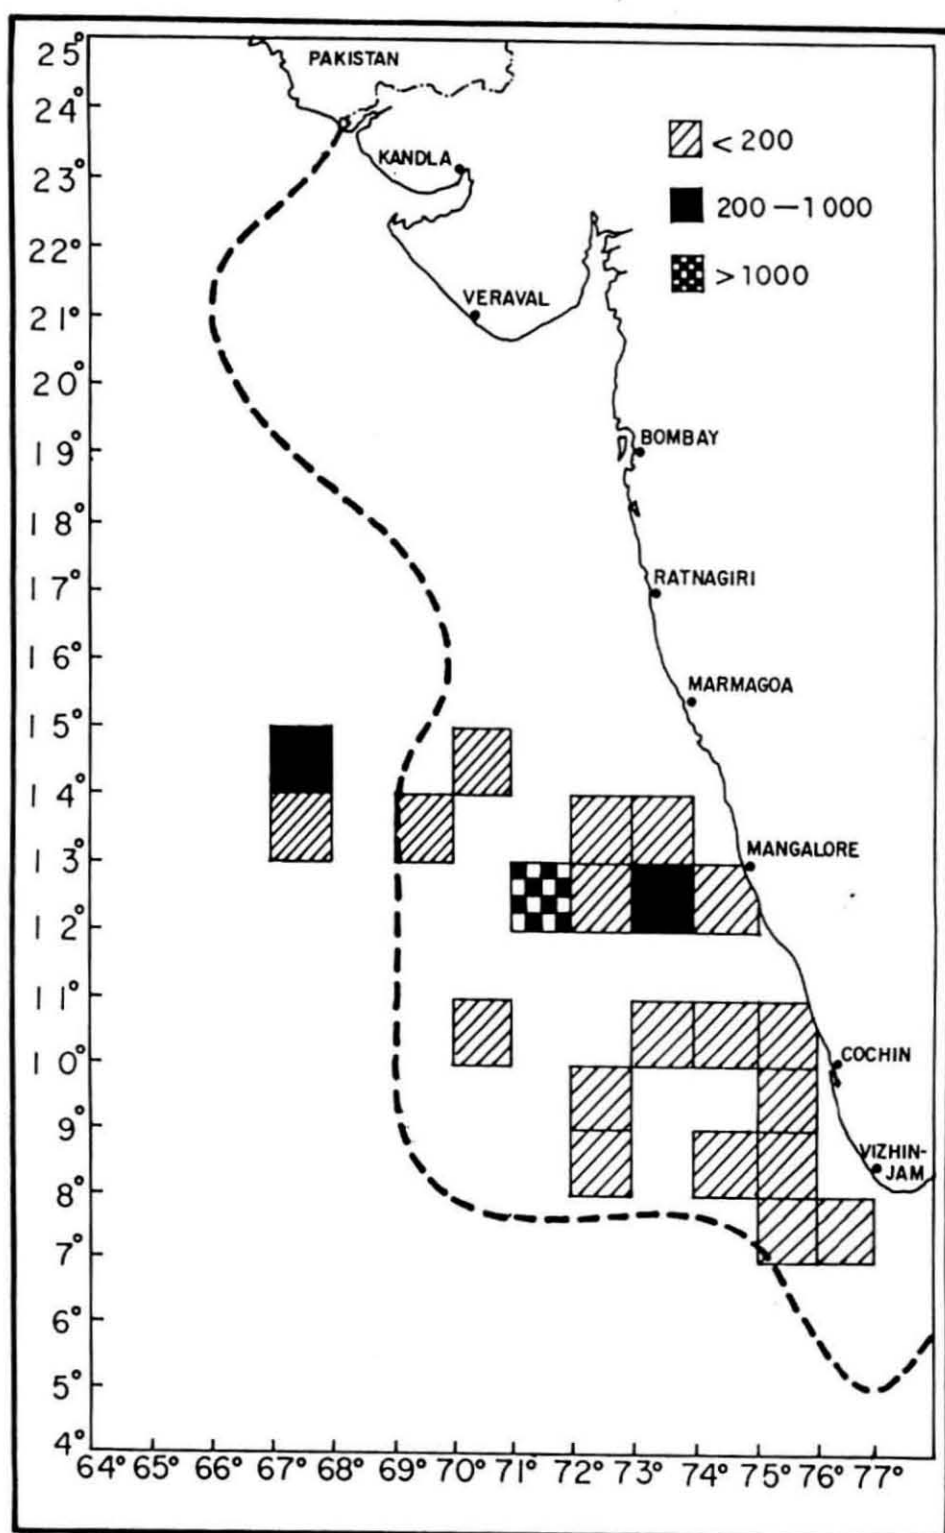 25°
PAKISTAN
24°
< 200
KANDLA
23°
200 — 1000
22°
> 1000
VERAVAL
21°
20°
BOMBAY
19°
18°
RATNAGIRI
17°
16°
MARMAGOA
15°
14°
MANGALORE
13°
12°
11°
COCHIN
10°
9°
VIZHIN-
JAM
8°
7°
6°
5°
4°
64° 65° 66° 67° 68° 69° 70° 71° 72° 73° 74° 75° 76° 77°